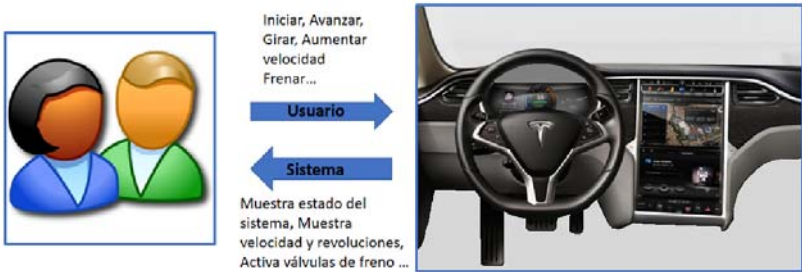 Iniciar, Avanzar,
Girar, Aumentar
velocidad
Frenar...
Usuario
Sistema
Muestra estado del
sistema, Muestra
velocidad y revoluciones,
Activa válvulas de freno ...